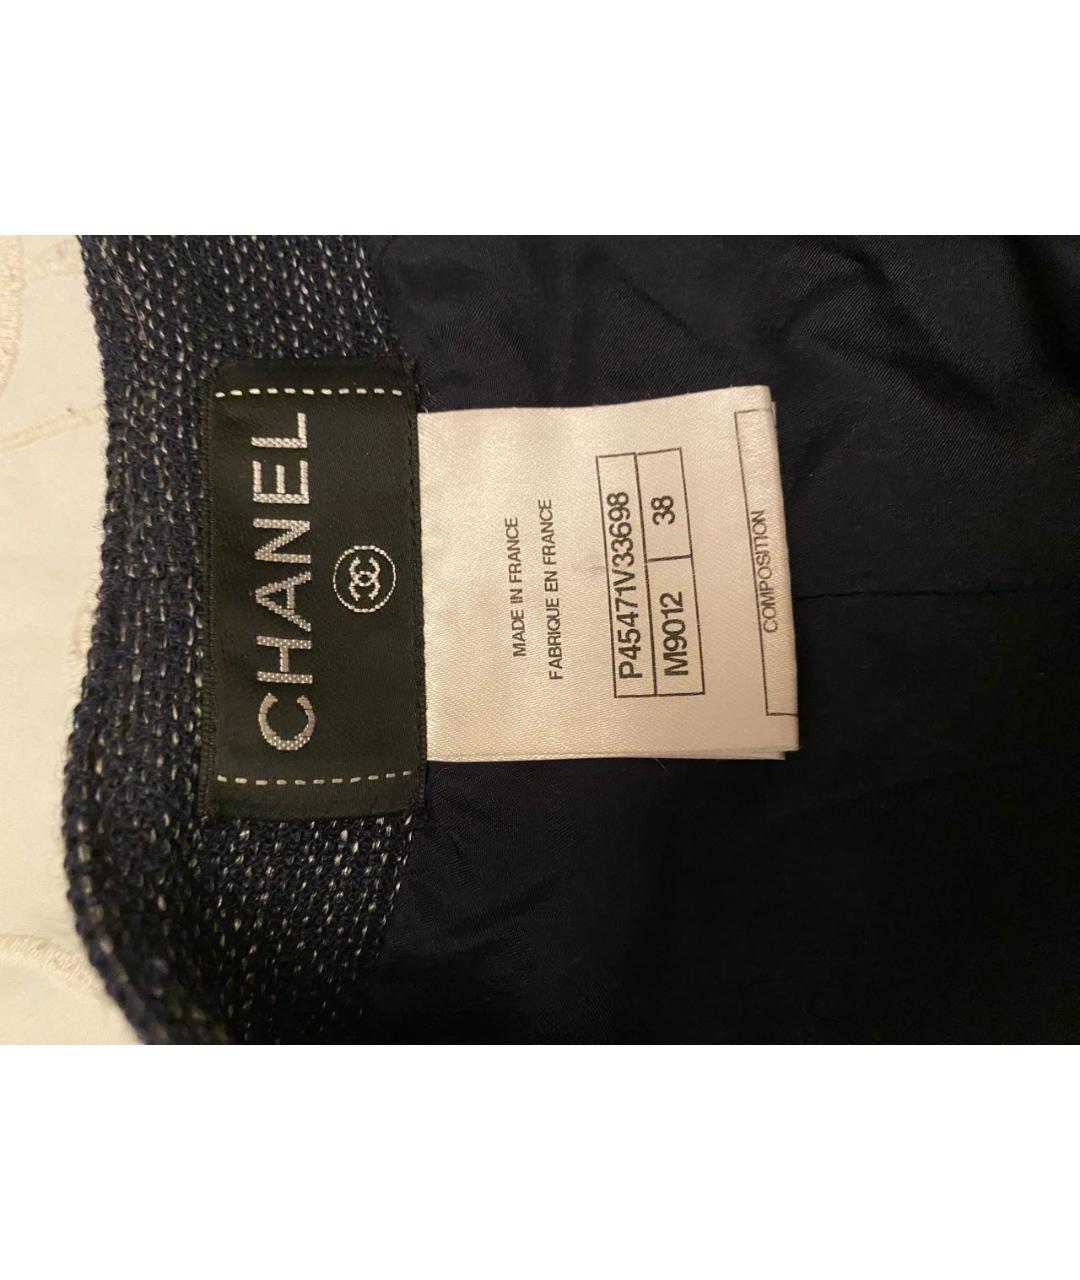 CHANEL
MADE IN FRANCE
FABRIQUE EN FRANCE
P45471V33698
M9012 38
COMPOSITION